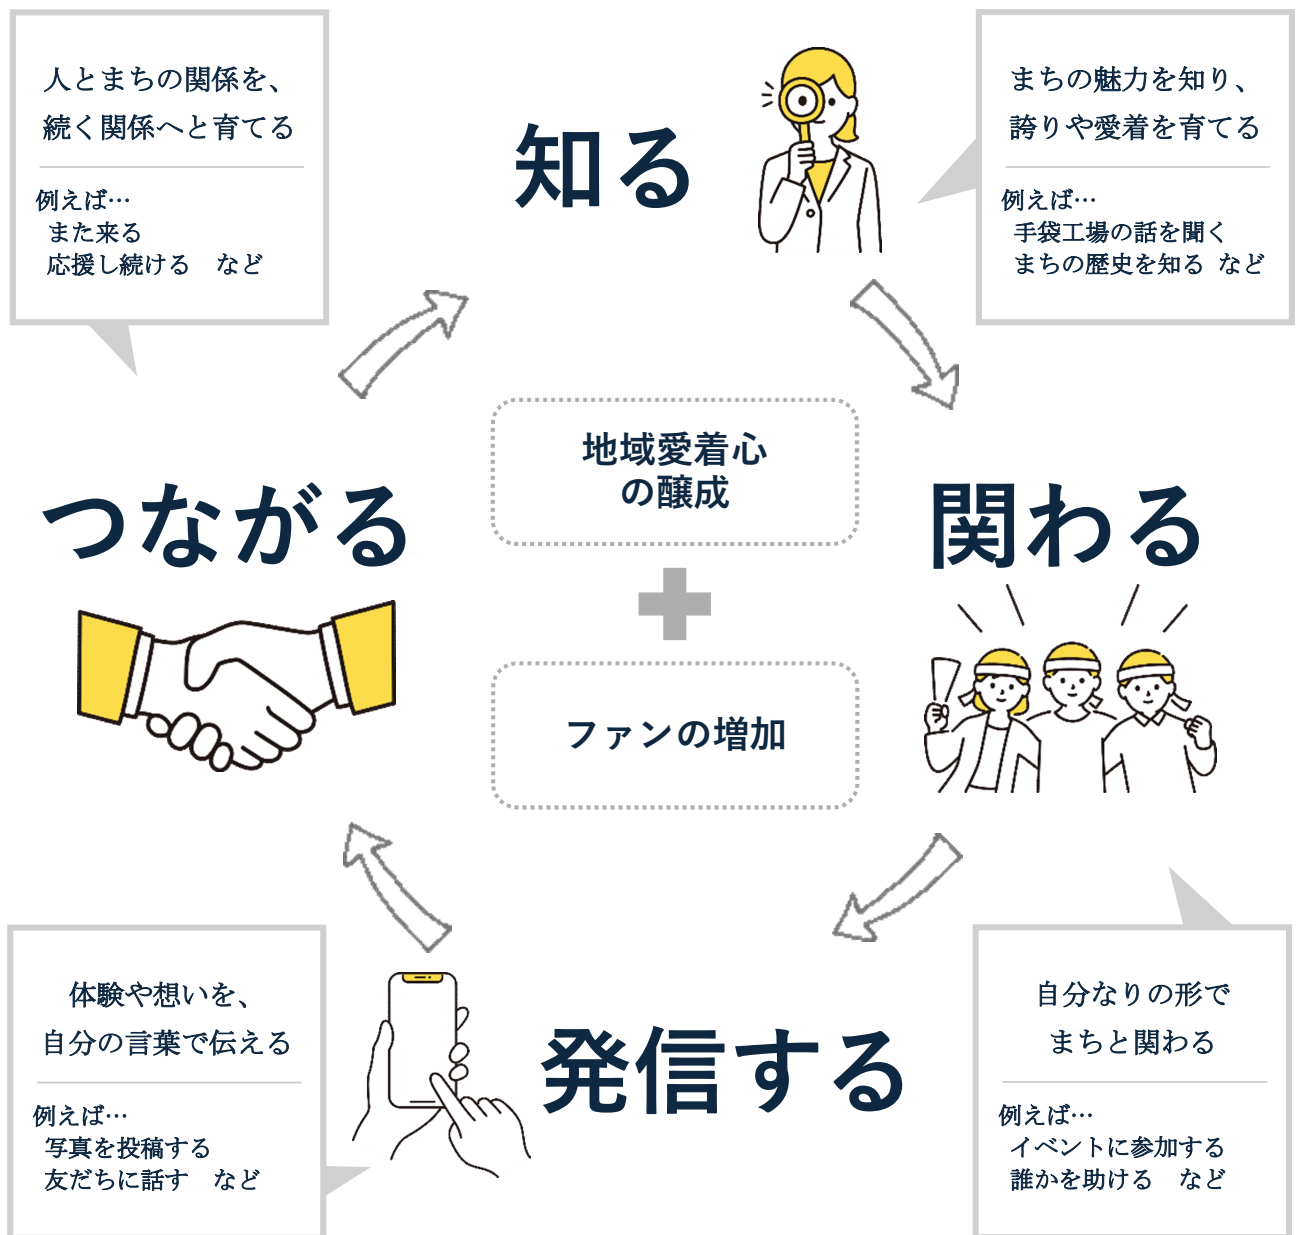 人とまちの関係を、
続く関係へと育てる
例えば…
また来る
応援し続ける　など
知る
まちの魅力を知り、
誇りや愛着を育てる
例えば…
手袋工場の話を聞く
まちの歴史を知る など
つながる
地域愛着心
の醸成
ファンの増加
関わる
体験や想いを、
自分の言葉で伝える
例えば…
写真を投稿する
友だちに話す　など
発信する
自分なりの形で
まちと関わる
例えば…
イベントに参加する
誰かを助ける　など